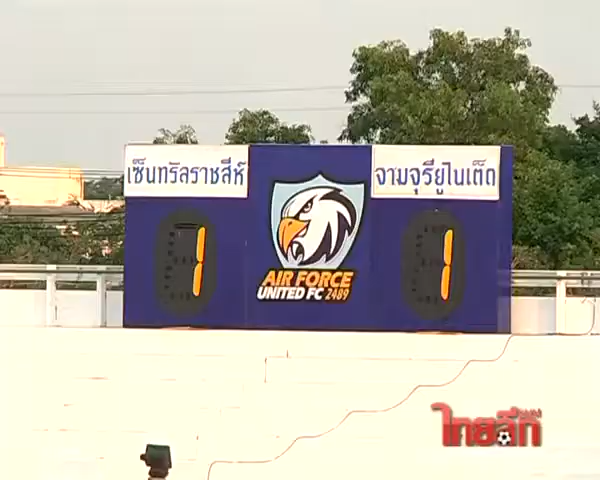 เซ็นทรัลราชสีห์
จามจุรียูไนเต็ด
1
1
AIR FORCE
UNITED FC 2489
ไทยลีก